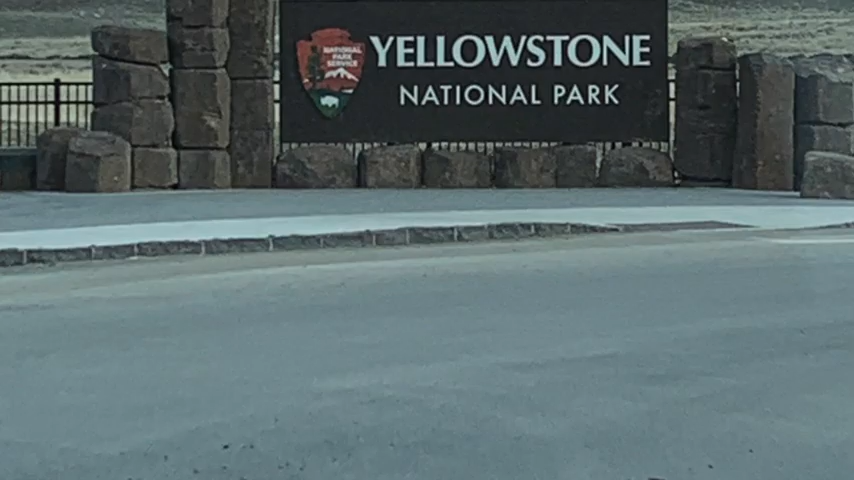 NATIONAL
PARK
SERVICE
YELLOWSTONE
NATIONAL PARK